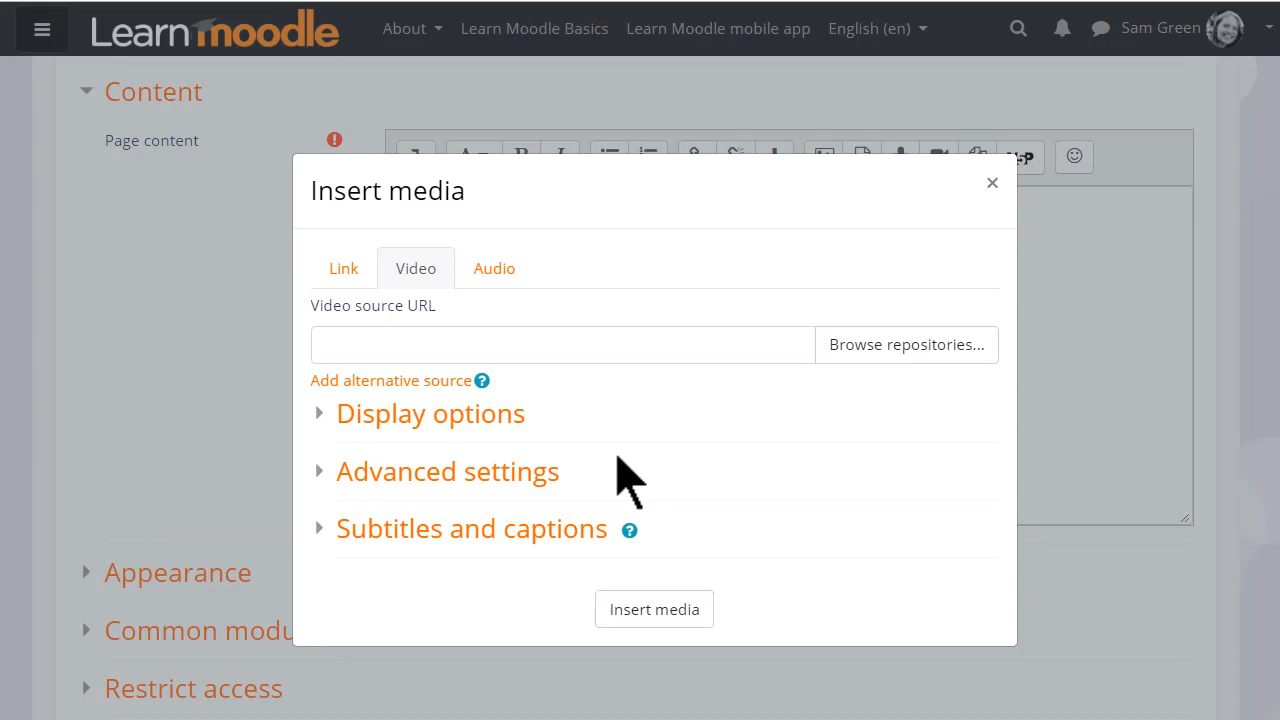 Learn moodle
About
Learn Moodle Basics
Learn Moodle mobile app
English (en)
Sam Green
Content
Page content
Insert media
×
Link
Video
Audio
Video source URL
Browse repositories...
Add alternative source ?
Display options
Advanced settings
Subtitles and captions ?
Insert media
Appearance
Common modu
Restrict access